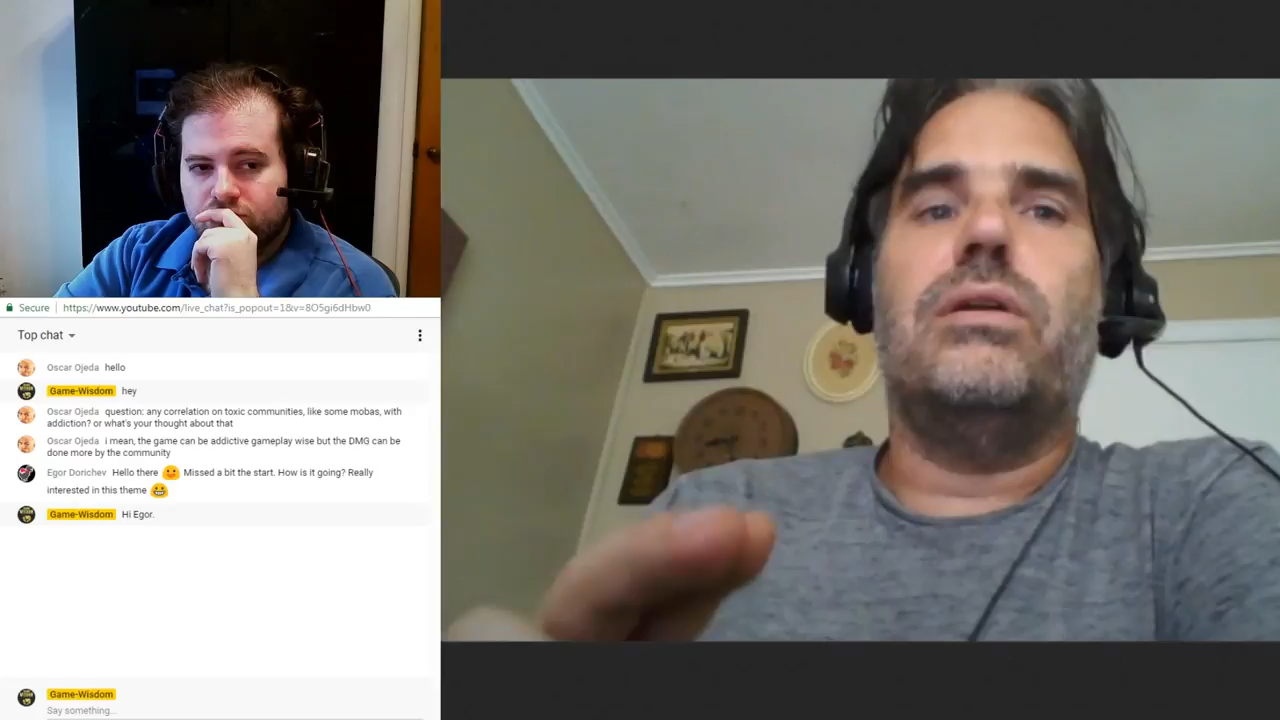 Secure https://www.youtube.com/live_chat?is_popout=1&v=8O5gi6dHbw0
Top chat
Oscar Ojeda hello
Game-Wisdom hey
Oscar Ojeda question: any correlation on toxic communities, like some mobas, with
addiction? or what's your thought about that
Oscar Ojeda i mean, the game can be addictive gameplay wise but the DMG can be
done more by the community
Egor Dorichev Hello there 😃 Missed a bit the start. How is it going? Really
interested in this theme 😁
Game-Wisdom Hi Egor.
Game-Wisdom
Say something...